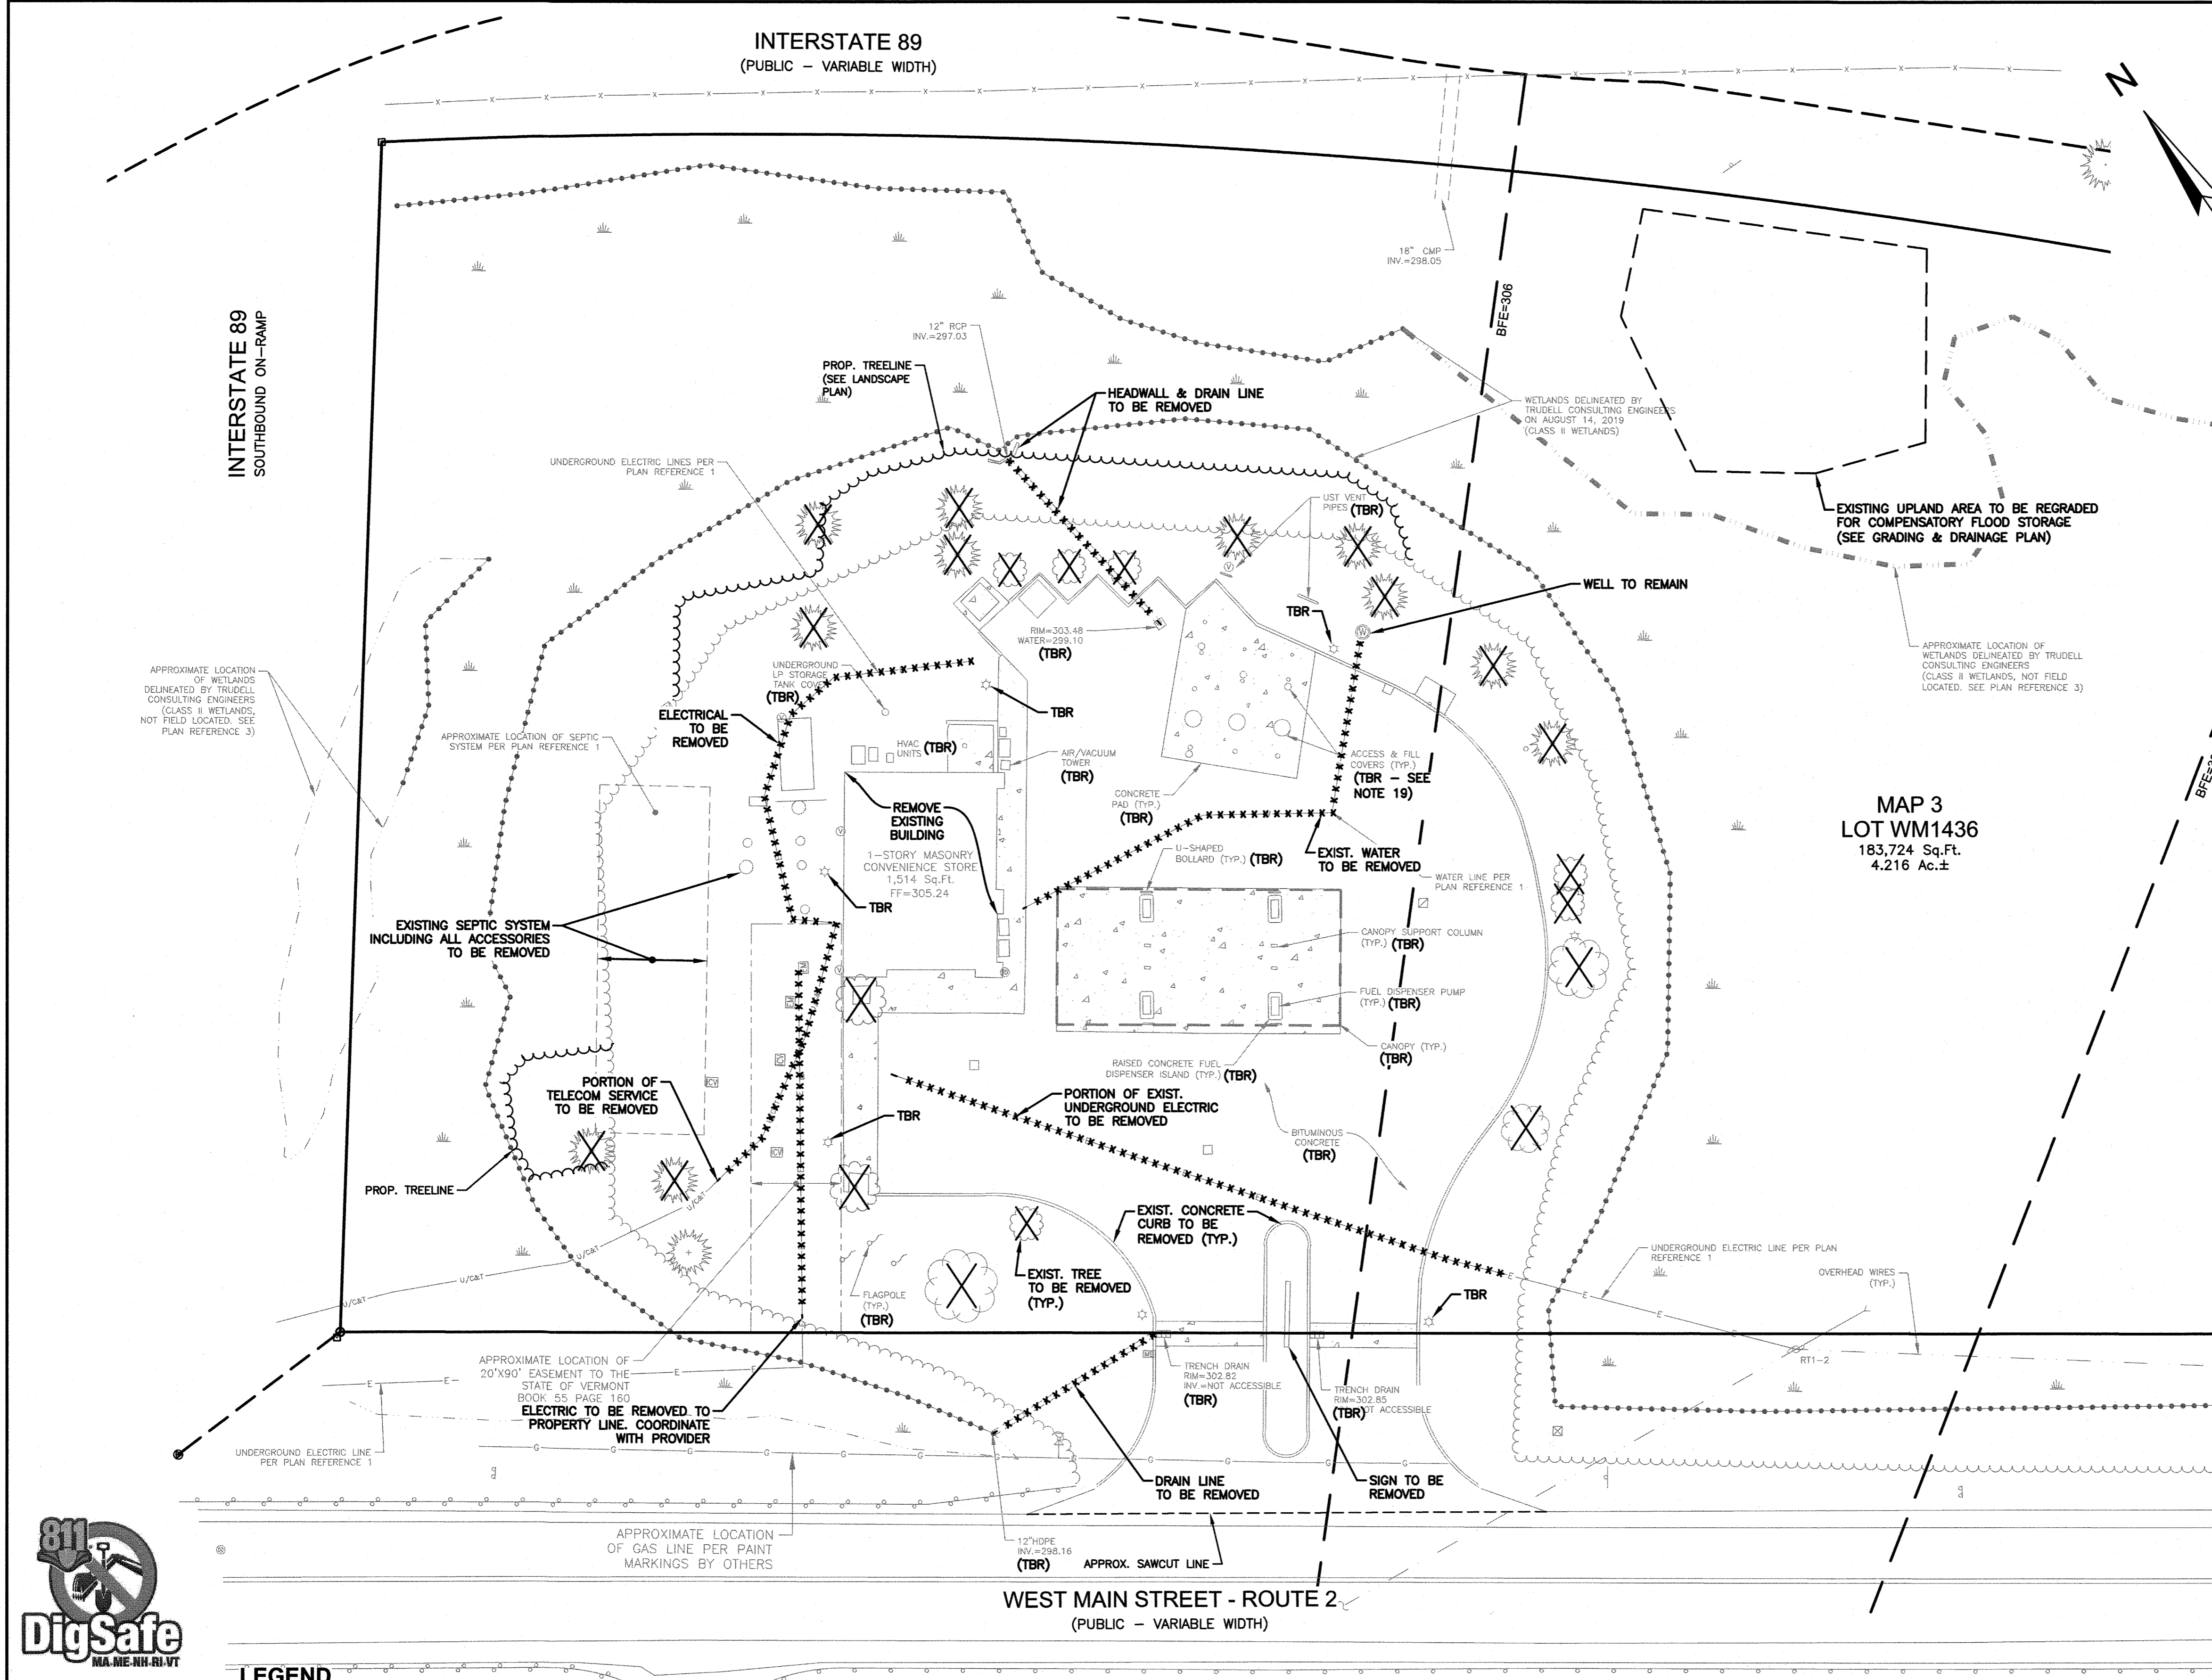 INTERSTATE 89
(PUBLIC – VARIABLE WIDTH)
N
INTERSTATE 89
SOUTHBOUND ON-RAMP
18" CMP
INV.=298.05
BFE=306
12" RCP
INV.=297.03
PROP. TREELINE
(SEE LANDSCAPE
PLAN)
HEADWALL & DRAIN LINE
TO BE REMOVED
WETLANDS DELINEATED BY
TRUDELL CONSULTING ENGINEERS
ON AUGUST 14, 2019
(CLASS II WETLANDS)
UNDERGROUND ELECTRIC LINES PER
PLAN REFERENCE 1
UST VENT
PIPES (TBR)
EXISTING UPLAND AREA TO BE REGRADED
FOR COMPENSATORY FLOOD STORAGE
(SEE GRADING & DRAINAGE PLAN)
WELL TO REMAIN
TBR
W
RIM=303.48
WATER=299.10
(TBR)
APPROXIMATE LOCATION OF
WETLANDS DELINEATED BY TRUDELL
CONSULTING ENGINEERS
(CLASS II WETLANDS, NOT FIELD
LOCATED. SEE PLAN REFERENCE 3)
APPROXIMATE LOCATION
OF WETLANDS
DELINEATED BY TRUDELL
CONSULTING ENGINEERS
(CLASS II WETLANDS,
NOT FIELD LOCATED. SEE
PLAN REFERENCE 3)
UNDERGROUND
LP STORAGE
TANK COVER
(TBR)
ELECTRICAL
TO BE
REMOVED
TBR
APPROXIMATE LOCATION OF SEPTIC
SYSTEM PER PLAN REFERENCE 1
HVAC
UNITS (TBR)
AIR/VACUUM
TOWER
(TBR)
ACCESS & FILL
COVERS (TYP.)
(TBR – SEE
NOTE 19)
CONCRETE
PAD (TYP.)
(TBR)
REMOVE
EXISTING
BUILDING
1-STORY MASONRY
CONVENIENCE STORE
1,514 Sq.Ft.
FF=305.24
U-SHAPED
BOLLARD (TYP.) (TBR)
EXIST. WATER
TO BE REMOVED
WATER LINE PER
PLAN REFERENCE 1
MAP 3
LOT WM1436
183,724 Sq.Ft.
4.216 Ac.±
TBR
EXISTING SEPTIC SYSTEM
INCLUDING ALL ACCESSORIES
TO BE REMOVED
CANOPY SUPPORT COLUMN
(TYP.) (TBR)
FUEL DISPENSER PUMP
(TYP.) (TBR)
CANOPY (TYP.)
(TBR)
RAISED CONCRETE FUEL
DISPENSER ISLAND (TYP.) (TBR)
PORTION OF
TELECOM SERVICE
TO BE REMOVED
PORTION OF EXIST.
UNDERGROUND ELECTRIC
TO BE REMOVED
TBR
BITUMINOUS
CONCRETE
(TBR)
PROP. TREELINE
U/C&T
U/C&T
U/C&T
U/C&T
EXIST. CONCRETE
CURB TO BE
REMOVED (TYP.)
EXIST. TREE
TO BE REMOVED
(TYP.)
FLAGPOLE
(TYP.)
(TBR)
UNDERGROUND ELECTRIC LINE PER PLAN
REFERENCE 1
OVERHEAD WIRES
(TYP.)
TBR
RT1-2
APPROXIMATE LOCATION OF
20'X90' EASEMENT TO THE
STATE OF VERMONT
BOOK 55 PAGE 160
ELECTRIC TO BE REMOVED TO
PROPERTY LINE. COORDINATE
WITH PROVIDER
TRENCH DRAIN
RIM=302.82
INV.=NOT ACCESSIBLE
(TBR)
TRENCH DRAIN
RIM=302.85
(TBR) OT ACCESSIBLE
UNDERGROUND ELECTRIC LINE
PER PLAN REFERENCE 1
DRAIN LINE
TO BE REMOVED
SIGN TO BE
REMOVED
APPROXIMATE LOCATION
OF GAS LINE PER PAINT
MARKINGS BY OTHERS
12"HDPE
INV.=298.16
(TBR)
APPROX. SAWCUT LINE
WEST MAIN STREET - ROUTE 2
(PUBLIC – VARIABLE WIDTH)
811
DigSafe
MA-ME-NH-RI-VT
LEGEND